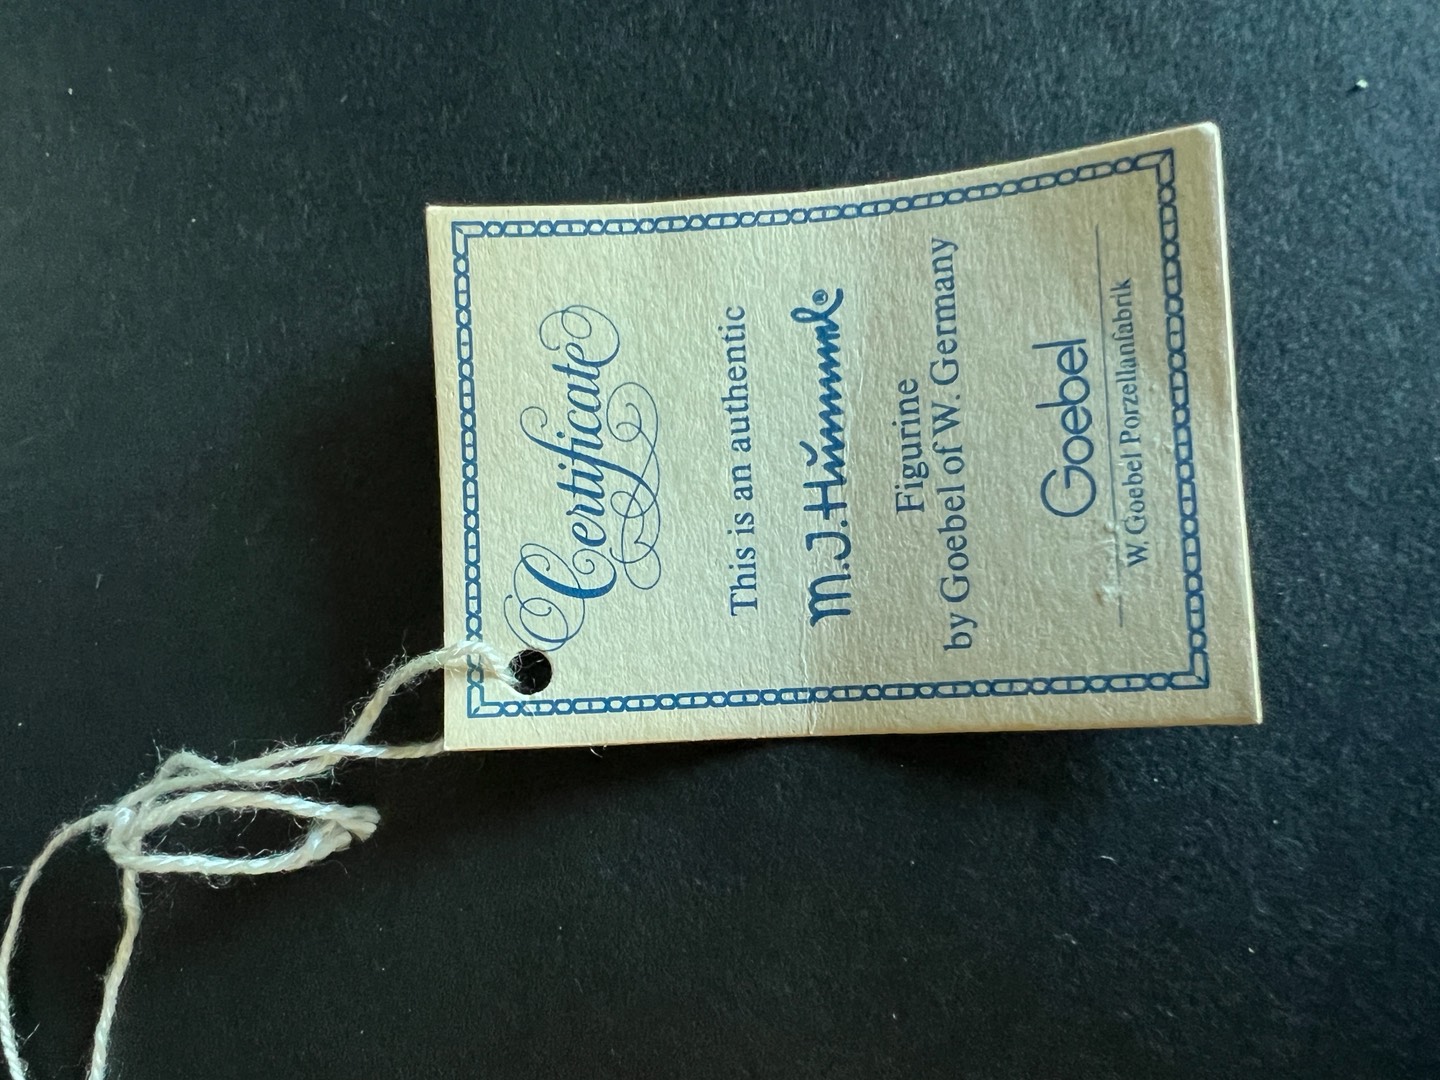 Certificate
This is an authentic
M.J.Hummel®
Figurine
by Goebel of W. Germany
Goebel
W. Goebel Porzellanfabrik